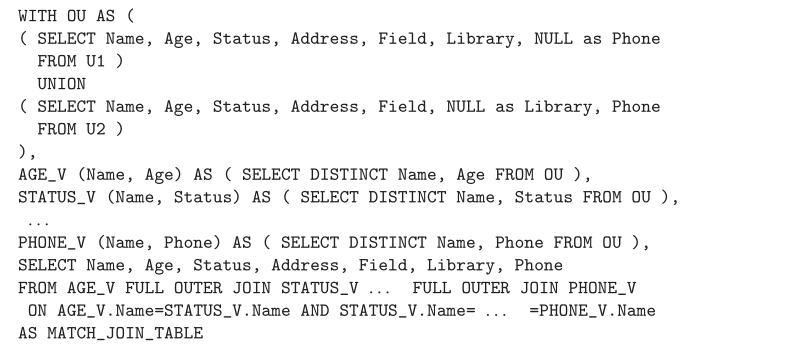 WITH OU AS (
( SELECT Name, Age, Status, Address, Field, Library, NULL as Phone
FROM U1 )
UNION
( SELECT Name, Age, Status, Address, Field, NULL as Library, Phone
FROM U2 )
),
AGE_V (Name, Age) AS ( SELECT DISTINCT Name, Age FROM OU ),
STATUS_V (Name, Status) AS ( SELECT DISTINCT Name, Status FROM OU ),
...
PHONE_V (Name, Phone) AS ( SELECT DISTINCT Name, Phone FROM OU ),
SELECT Name, Age, Status, Address, Field, Library, Phone
FROM AGE_V FULL OUTER JOIN STATUS_V ... FULL OUTER JOIN PHONE_V
ON AGE_V.Name=STATUS_V.Name AND STATUS_V.Name= ... =PHONE_V.Name
AS MATCH_JOIN_TABLE